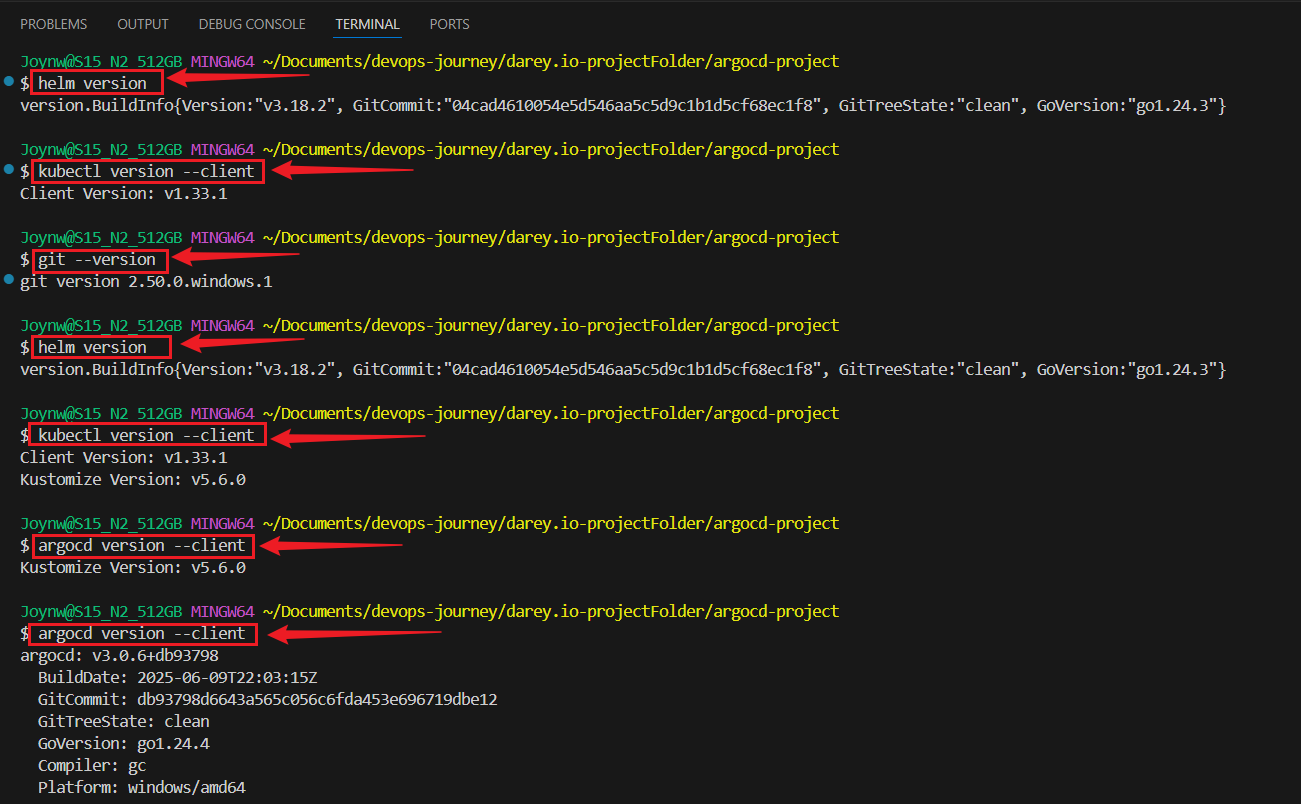 PROBLEMS OUTPUT DEBUG CONSOLE TERMINAL PORTS
Joynw@S15_N2_512GB MINGW64 ~/Documents/devops-journey/darey.io-projectFolder/argocd-project
$ helm version
version.BuildInfo{Version:"v3.18.2", GitCommit:"04cad4610054e5d546aa5c5d9c1b1d5cf68ec1f8", GitTreeState:"clean", GoVersion:"go1.24.3"}
Joynw@S15_N2_512GB MINGW64 ~/Documents/devops-journey/darey.io-projectFolder/argocd-project
$ kubectl version --client
Client Version: v1.33.1
Joynw@S15_N2_512GB MINGW64 ~/Documents/devops-journey/darey.io-projectFolder/argocd-project
$ git --version
git version 2.50.0.windows.1
Joynw@S15_N2_512GB MINGW64 ~/Documents/devops-journey/darey.io-projectFolder/argocd-project
$ helm version
version.BuildInfo{Version:"v3.18.2", GitCommit:"04cad4610054e5d546aa5c5d9c1b1d5cf68ec1f8", GitTreeState:"clean", GoVersion:"go1.24.3"}
Joynw@S15_N2_512GB MINGW64 ~/Documents/devops-journey/darey.io-projectFolder/argocd-project
$ kubectl version --client
Client Version: v1.33.1
Kustomize Version: v5.6.0
Joynw@S15_N2_512GB MINGW64 ~/Documents/devops-journey/darey.io-projectFolder/argocd-project
$ argocd version --client
Kustomize Version: v5.6.0
Joynw@S15_N2_512GB MINGW64 ~/Documents/devops-journey/darey.io-projectFolder/argocd-project
$ argocd version --client
argocd: v3.0.6+db93798
BuildDate: 2025-06-09T22:03:15Z
GitCommit: db93798d6643a565c056c6fda453e696719dbe12
GitTreeState: clean
GoVersion: go1.24.4
Compiler: gc
Platform: windows/amd64